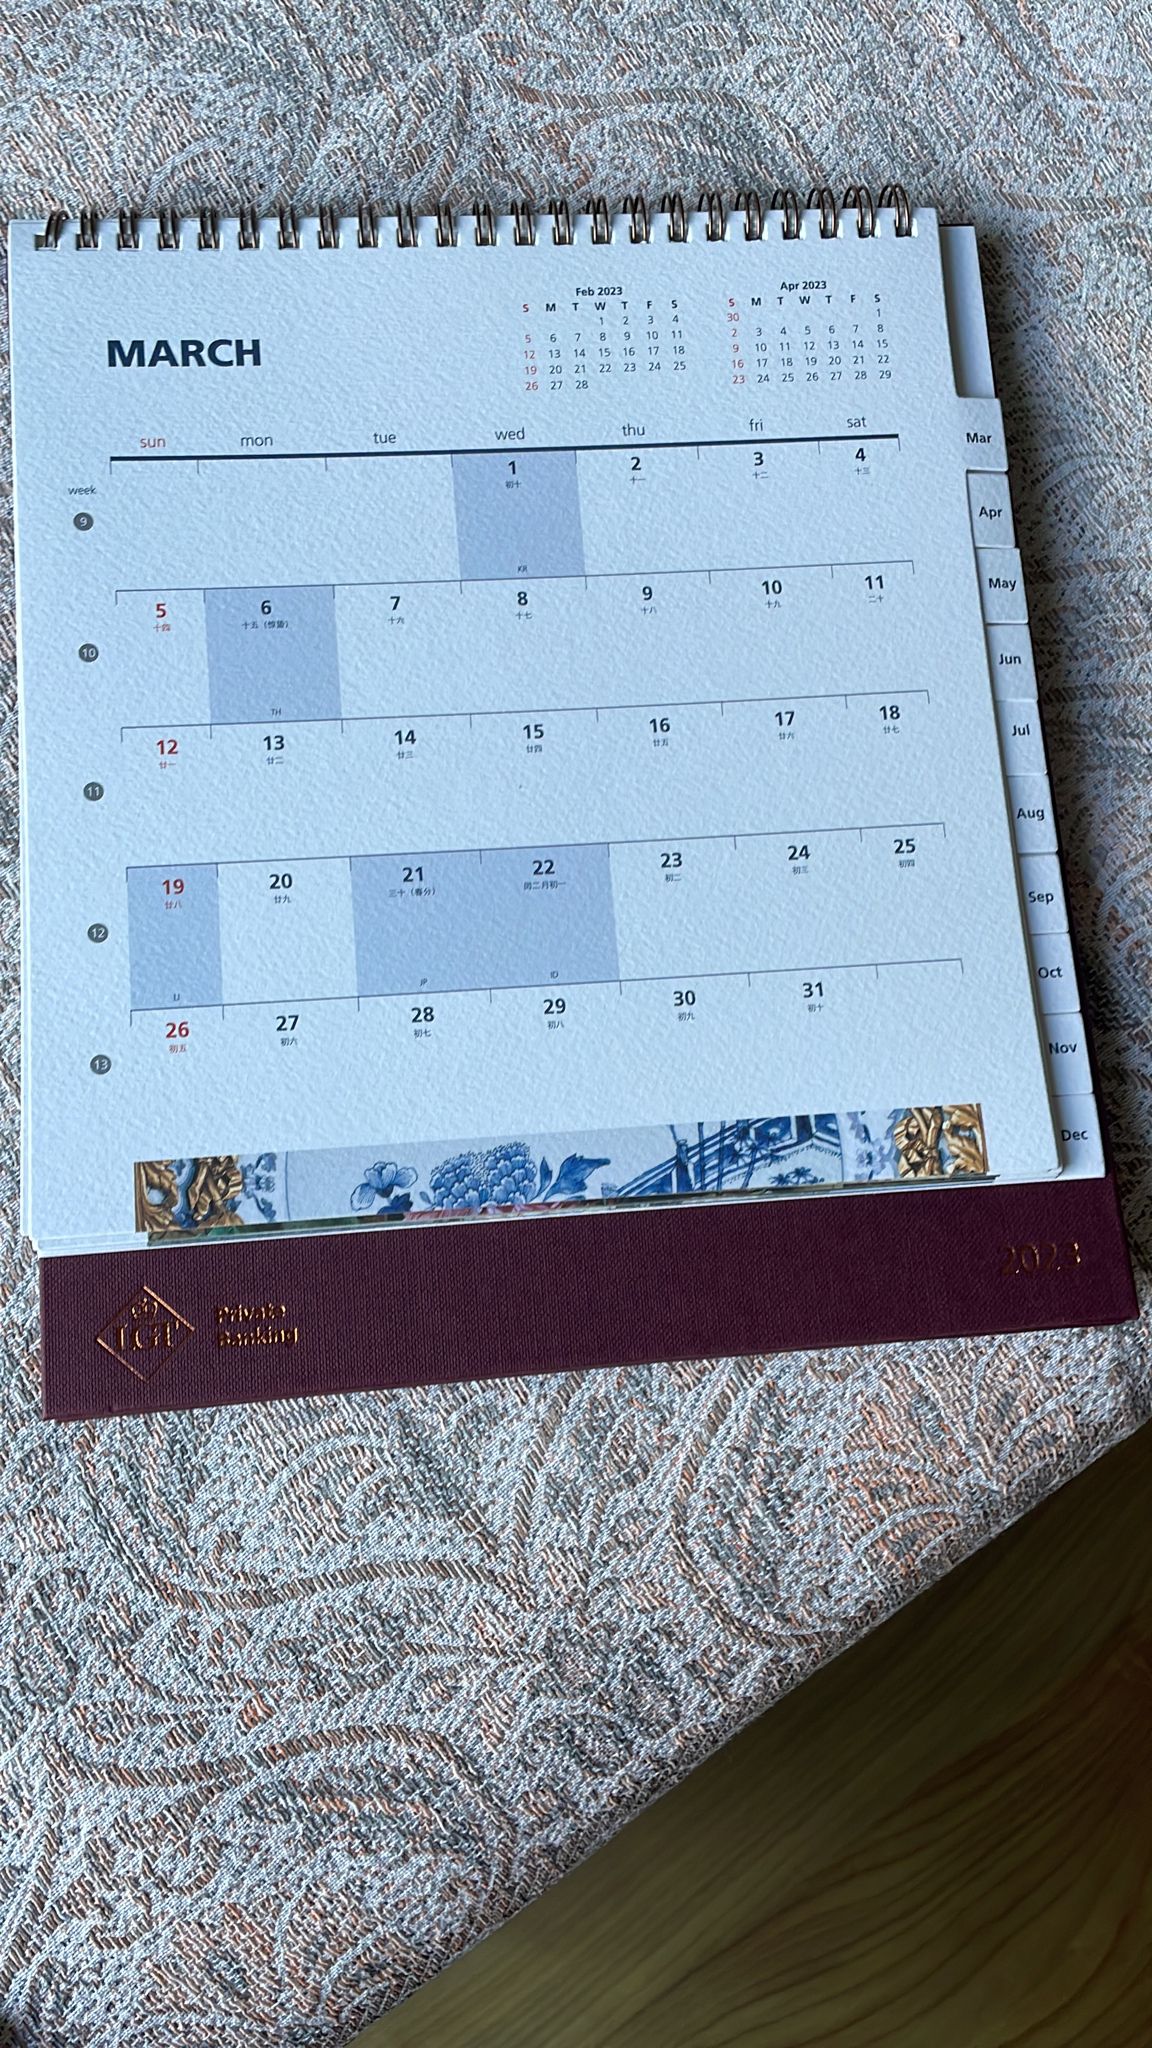 Feb 2023
S M T W T F S
1 2 3 4
5 6 7 8 9 10 11
12 13 14 15 16 17 18
19 20 21 22 23 24 25
26 27 28
Apr 2023
S M T W T F S
30 1
2 3 4 5 6 7 8
9 10 11 12 13 14 15
16 17 18 19 20 21 22
23 24 25 26 27 28 29
MARCH
sun mon tue wed thu fri sat
week
9
1 2 3 4
初十 十一 十二 十三
KR
10
5 6 7 8 9 10 11
十四 十五（惊蛰） 十六 十七 十八 十九 二十
TH
11
12 13 14 15 16 17 18
廿一 廿二 廿三 廿四 廿五 廿六 廿七
12
19 20 21 22 23 24 25
廿八 廿九 三十（春分） 闰二月初一 初二 初三 初四
LI JP ID
13
26 27 28 29 30 31
初五 初六 初七 初八 初九 初十
Mar
Apr
May
Jun
Jul
Aug
Sep
Oct
Nov
Dec
LGT
Private
Banking
2023